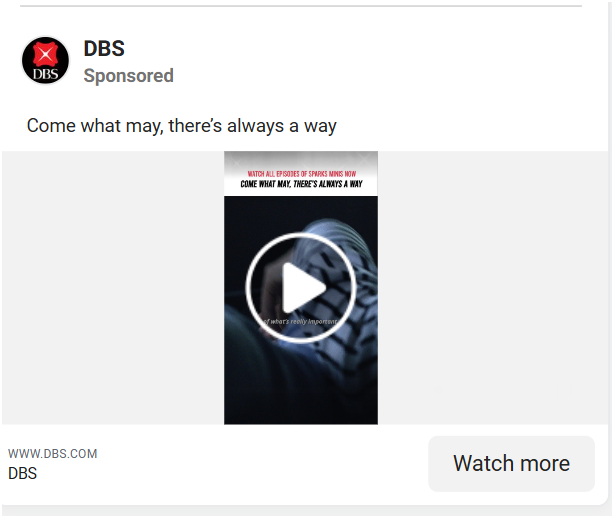 DBS
DBS
Sponsored
Come what may, there’s always a way
WATCH ALL EPISODES OF SPARKS MINIS NOW
COME WHAT MAY, THERE'S ALWAYS A WAY
of what's really important
WWW.DBS.COM
DBS
Watch more